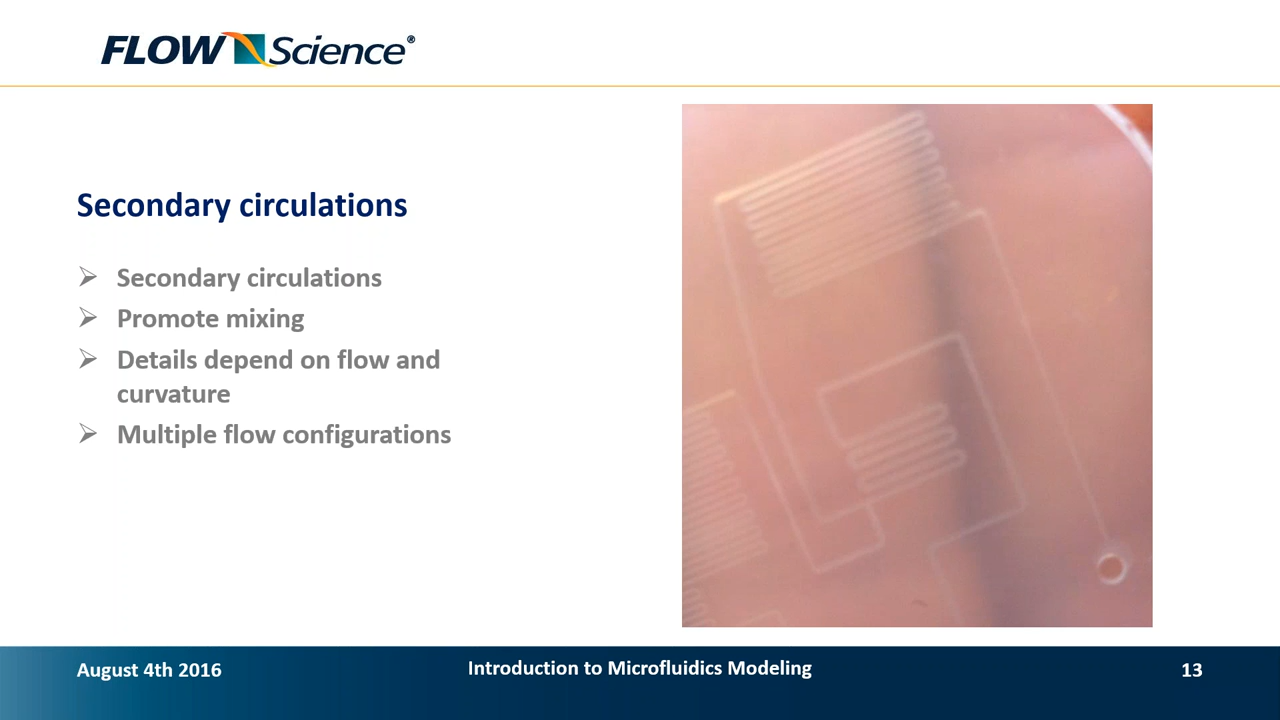 FLOW Science®
Secondary circulations
Secondary circulations
Promote mixing
Details depend on flow and
curvature
Multiple flow configurations
August 4th 2016
Introduction to Microfluidics Modeling
13